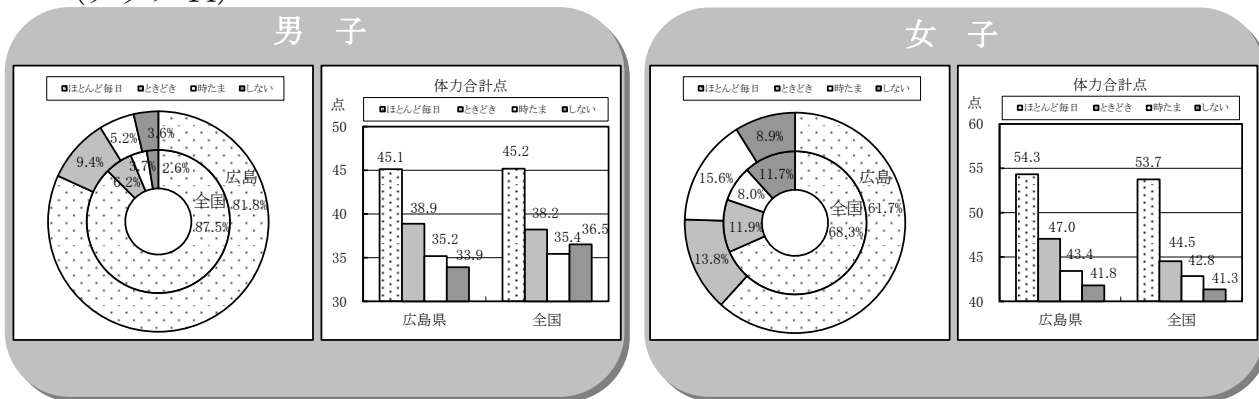 男 子
□ほとんど毎日 □ときどき □時たま ■しない
5.2%
3.6%
9.4%
3.7%
2.6%
6.2%
広島
81.8%
全国
87.5%
体力合計点
点
□ほとんど毎日 □ときどき □時たま ■しない
50
45
40
35
30
45.1
38.9
35.2
33.9
45.2
38.2
35.4
36.5
広島県
全国
女 子
□ほとんど毎日 □ときどき □時たま ■しない
8.9%
15.6%
11.7%
8.0%
11.9%
13.8%
広島
61.7%
全国
68.3%
体力合計点
点
□ほとんど毎日 □ときどき □時たま ■しない
60
55
50
45
40
54.3
47.0
43.4
41.8
53.7
44.5
42.8
41.3
広島県
全国